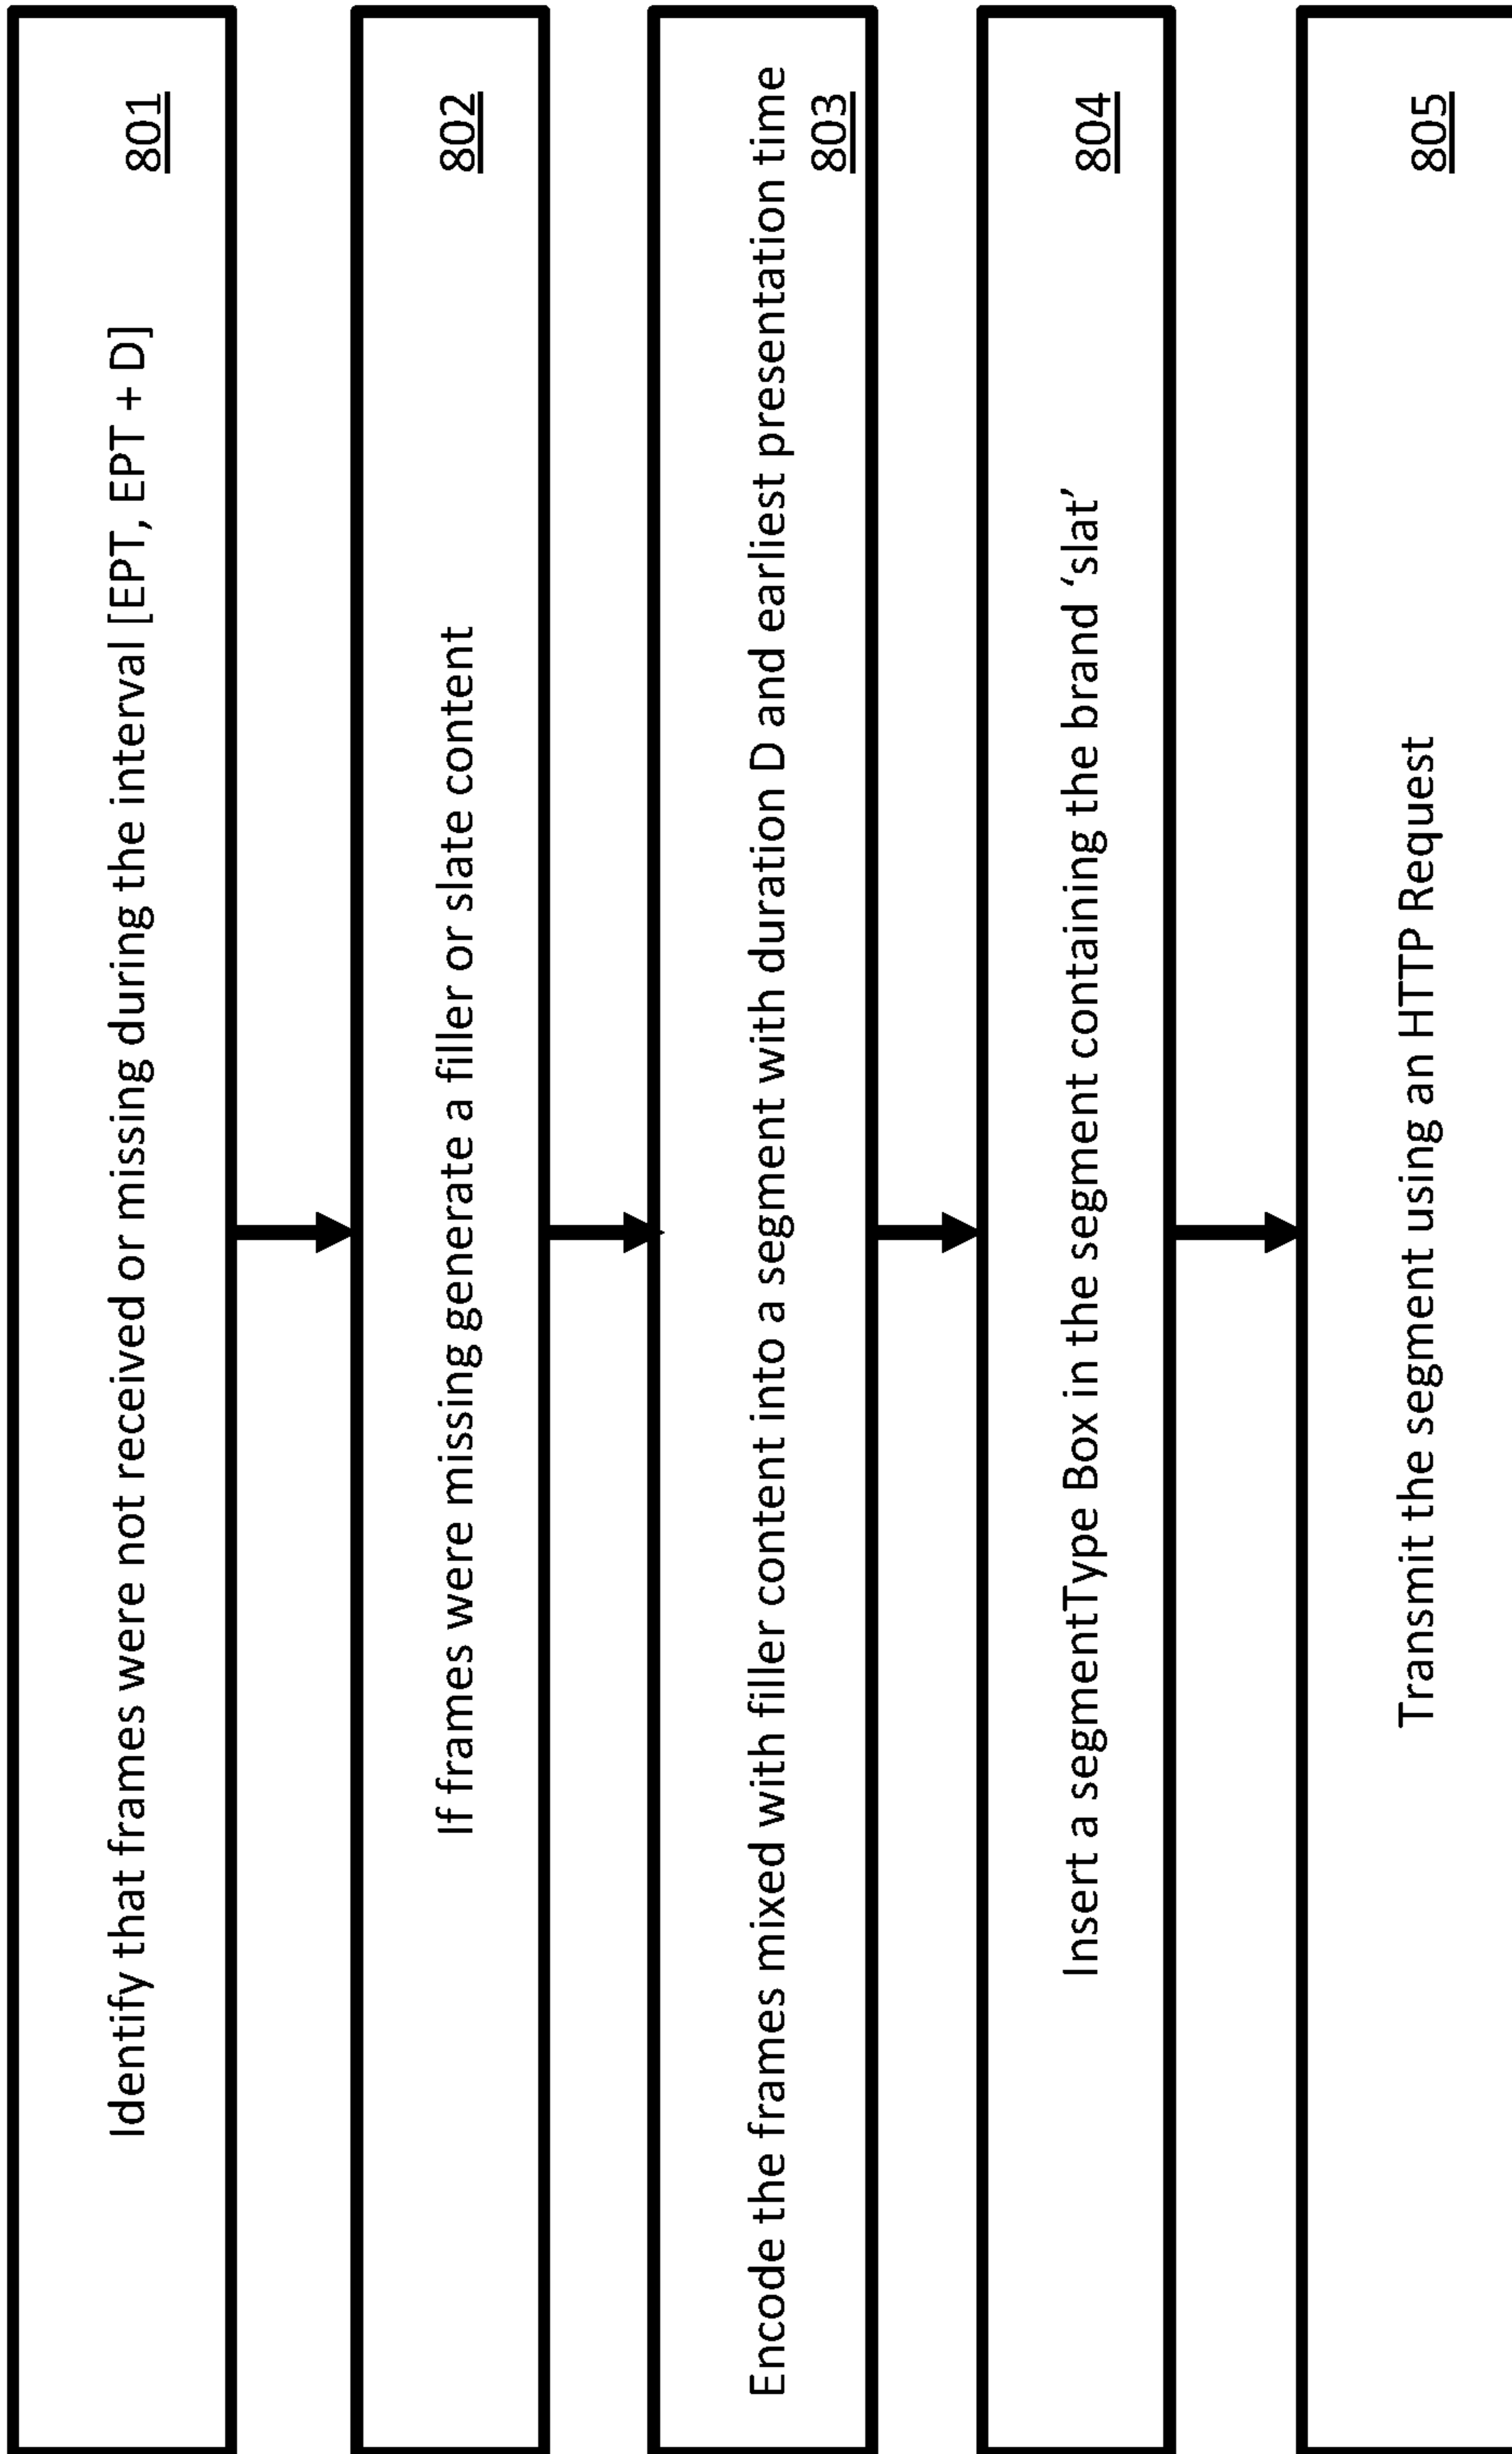 Identify that frames were not received or missing during the interval [EPT, EPT + D]
801
If frames were missing generate a filler or slate content
802
Encode the frames mixed with filler content into a segment with duration D and earliest presentation time
803
Insert a segmentType Box in the segment containing the brand ‘slat’
804
Transmit the segment using an HTTP Request
805